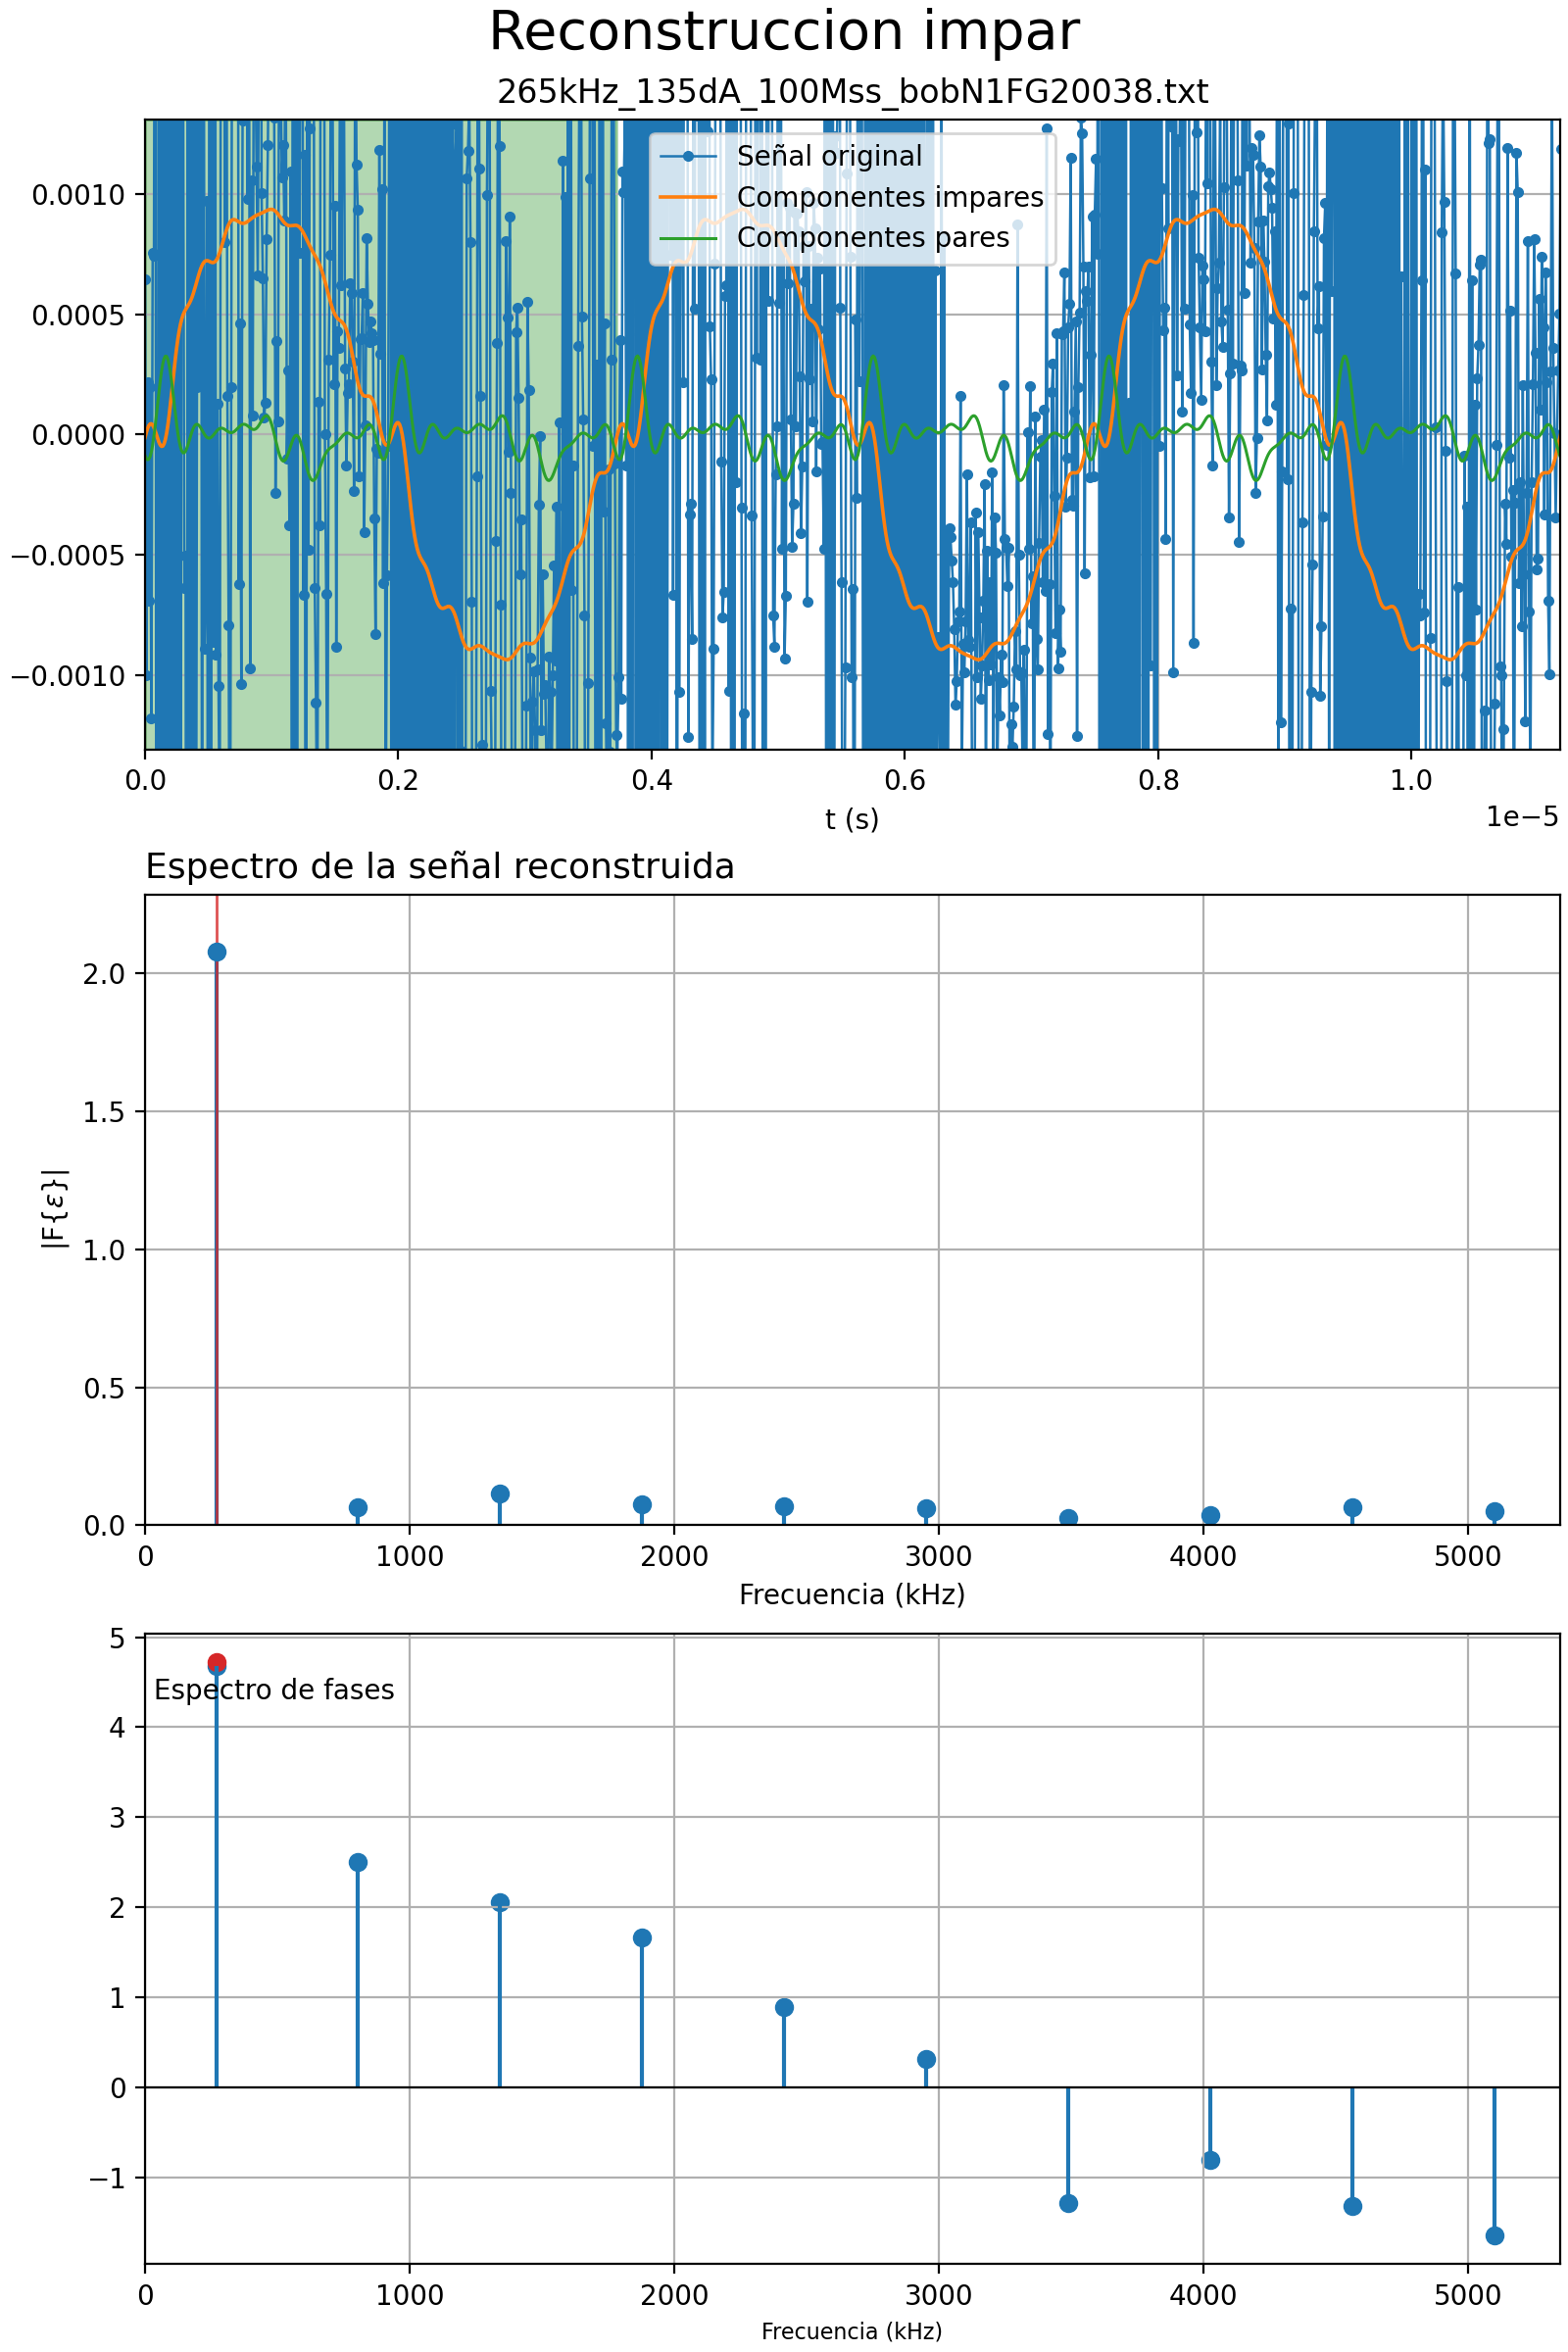 Reconstruccion impar
265kHz_135dA_100Mss_bobN1FG20038.txt
Señal original
Componentes impares
Componentes pares
0.0010
0.0005
0.0000
−0.0005
−0.0010
0.0 0.2 0.4 0.6 0.8 1.0
t (s)
1e−5
Espectro de la señal reconstruida
2.0
1.5
1.0
0.5
0.0
|F{ε}|
0 1000 2000 3000 4000 5000
Frecuencia (kHz)
5
4
3
2
1
0
−1
Espectro de fases
0 1000 2000 3000 4000 5000
Frecuencia (kHz)